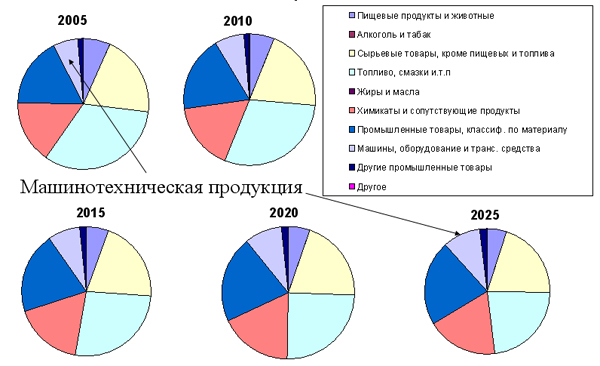 2005
2010
Пищевые продукты и животные
Алкоголь и табак
Сырьевые товары, кроме пищевых и топлива
Топливо, смазки и.т.п
Жиры и масла
Химикаты и сопутствующие продукты
Промышленные товары, классиф. по материалу
Машины, оборудование и транс. средства
Другие промышленные товары
Другое
Машинотехническая продукция
2015
2020
2025